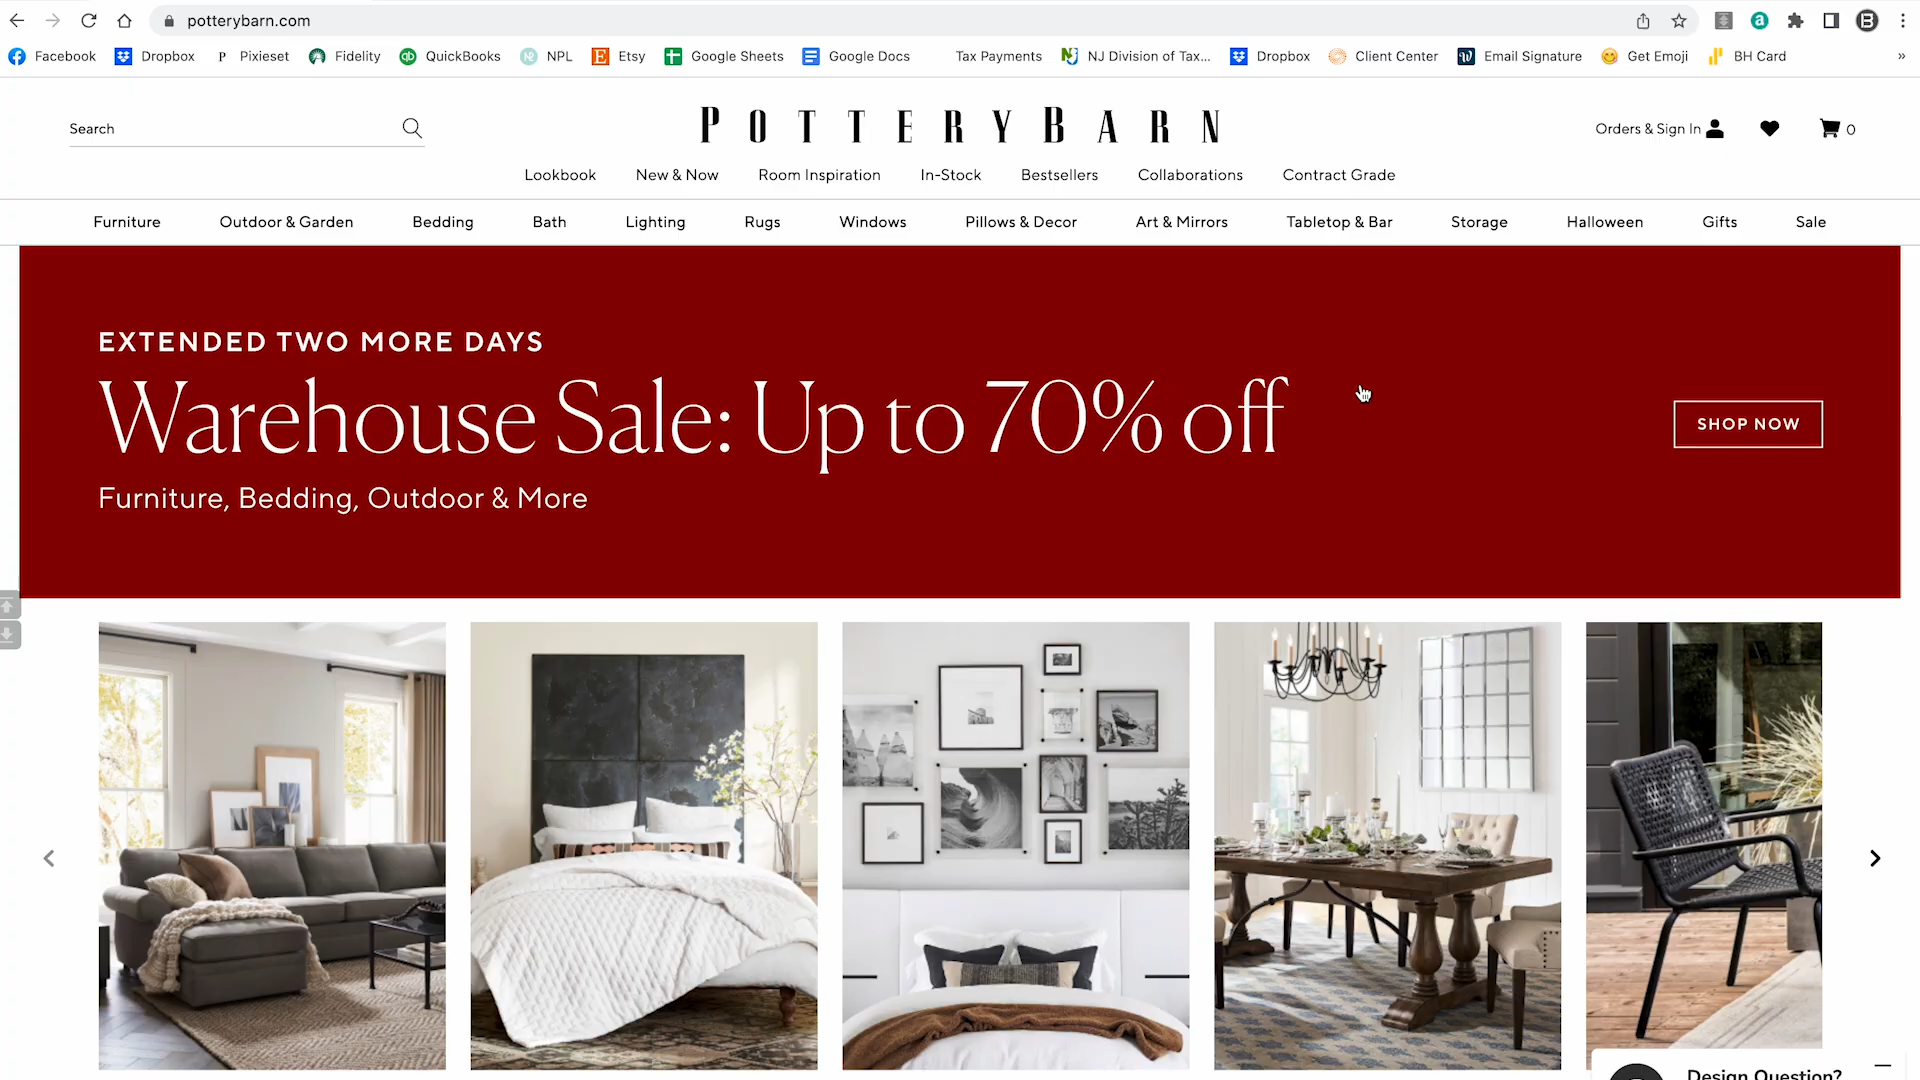 potterybarn.com
Facebook Dropbox Pixieset Fidelity QuickBooks NPL Etsy Google Sheets Google Docs Tax Payments NJ Division of Tax... Dropbox Client Center Email Signature Get Emoji BH Card »
Search POTTERY BARN Orders & Sign In 0
Lookbook New & Now Room Inspiration In-Stock Bestsellers Collaborations Contract Grade
Furniture Outdoor & Garden Bedding Bath Lighting Rugs Windows Pillows & Decor Art & Mirrors Tabletop & Bar Storage Halloween Gifts Sale
EXTENDED TWO MORE DAYS
Warehouse Sale: Up to 70% off
SHOP NOW
Furniture, Bedding, Outdoor & More
Design Question?